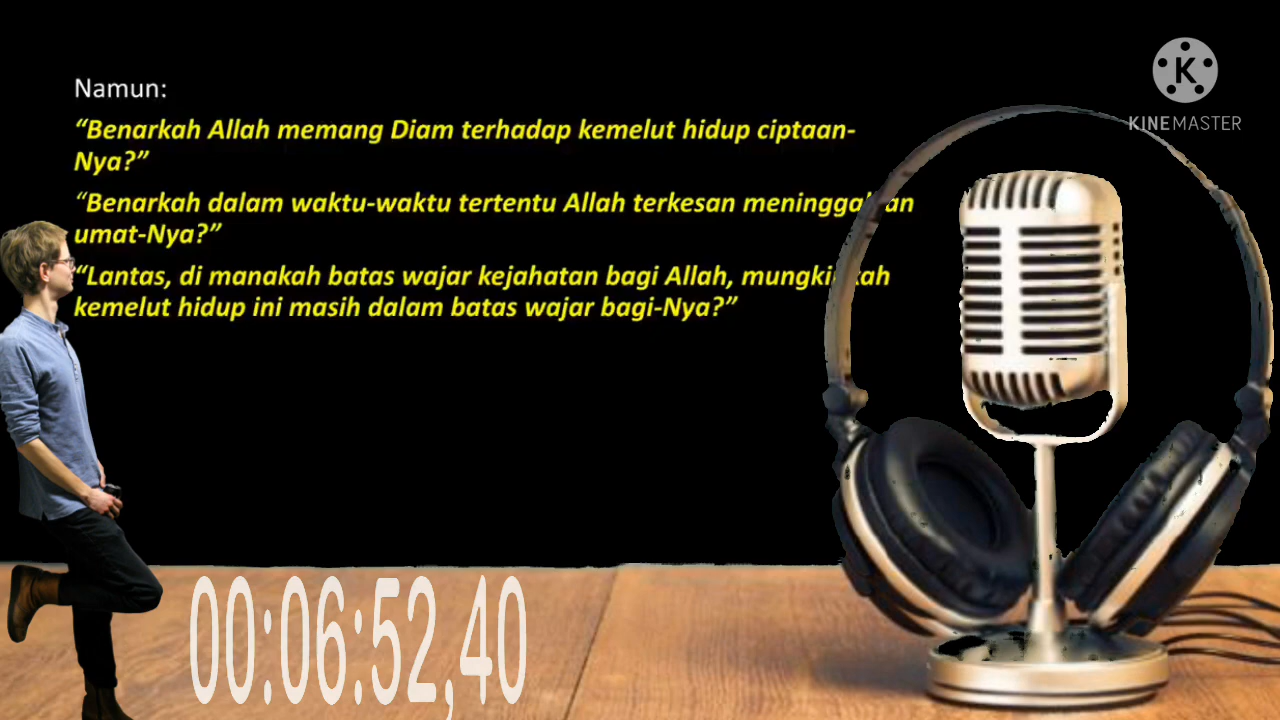 Namun:
“Benarkah Allah memang Diam terhadap kemelut hidup ciptaan-
Nya?”
“Benarkah dalam waktu-waktu tertentu Allah terkesan meninggalkan
umat-Nya?”
“Lantas, di manakah batas wajar kejahatan bagi Allah, mungkinkah
kemelut hidup ini masih dalam batas wajar bagi-Nya?”
K
KINEMASTER
00:06:52,40